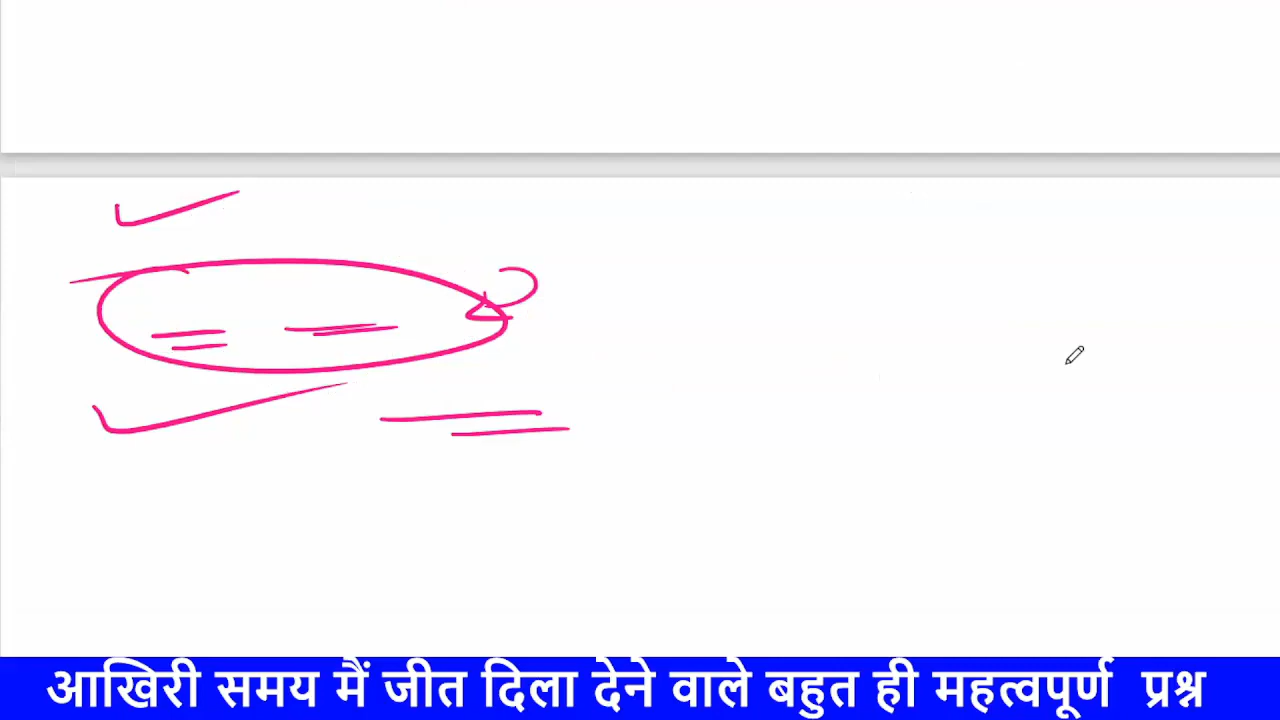 आखिरी समय मैं जीत दिला देने वाले बहुत ही महत्वपूर्ण प्रश्न